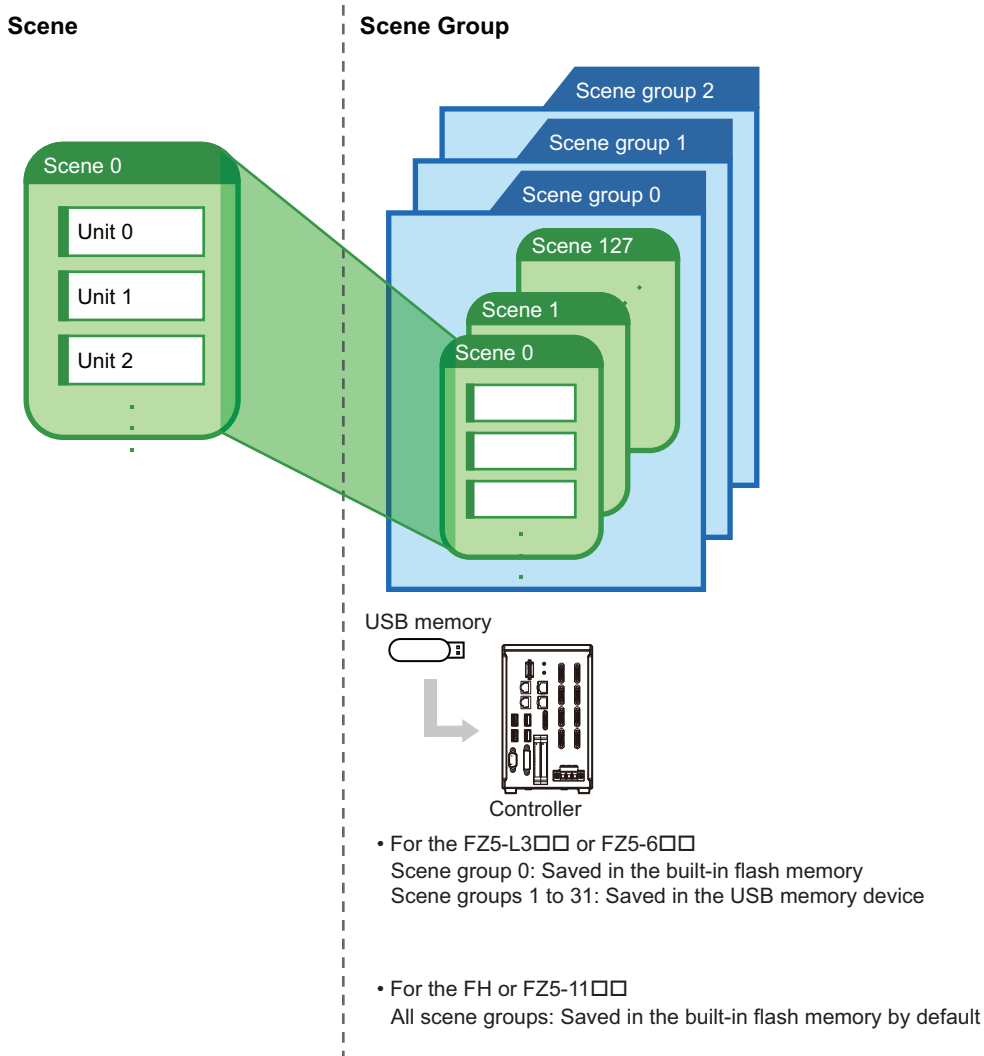 Scene
Scene Group
Scene group 2
Scene group 1
Scene group 0
Scene 0
Unit 0
Unit 1
Unit 2
Scene 127
Scene 1
Scene 0
USB memory
Controller
• For the FZ5-L3□□ or FZ5-6□□
Scene group 0: Saved in the built-in flash memory
Scene groups 1 to 31: Saved in the USB memory device
• For the FH or FZ5-11□□
All scene groups: Saved in the built-in flash memory by default